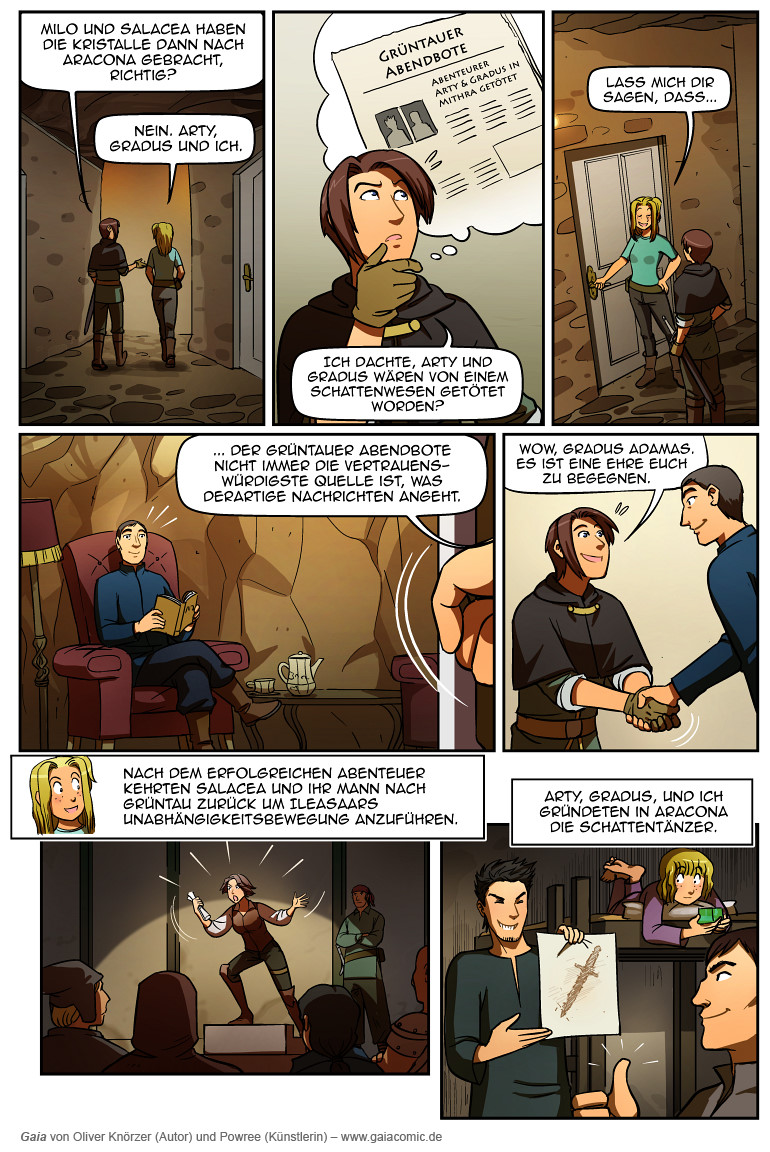 MILO UND SALACEA HABEN
DIE KRISTALLE DANN NACH
ARACONA GEBRACHT,
RICHTIG?
NEIN. ARTY,
GRADUS UND ICH.
GRÜNTAUER
ABENDBOTE
ABENTEURER
ARTY & GRADUS IN
MITHRA GETÖTET
ICH DACHTE, ARTY UND
GRADUS WÄREN VON EINEM
SCHATTENWESEN GETÖTET
WORDEN?
LASS MICH DIR
SAGEN, DASS...
... DER GRÜNTAUER ABENDBOTE
NICHT IMMER DIE VERTRAUENS-
WÜRDIGSTE QUELLE IST, WAS
DERARTIGE NACHRICHTEN ANGEHT.
WOW, GRADUS ADAMAS.
ES IST EINE EHRE EUCH
ZU BEGEGNEN.
NACH DEM ERFOLGREICHEN ABENTEUER
KEHRTEN SALACEA UND IHR MANN NACH
GRÜNTAU ZURÜCK UM ILEASAARS
UNABHÄNGIGKEITSBEWEGUNG ANZUFÜHREN.
ARTY, GRADUS, UND ICH
GRÜNDETEN IN ARACONA
DIE SCHATTENTÄNZER.
Gaia von Oliver Knörzer (Autor) und Powree (Künstlerin) – www.gaiacomic.de